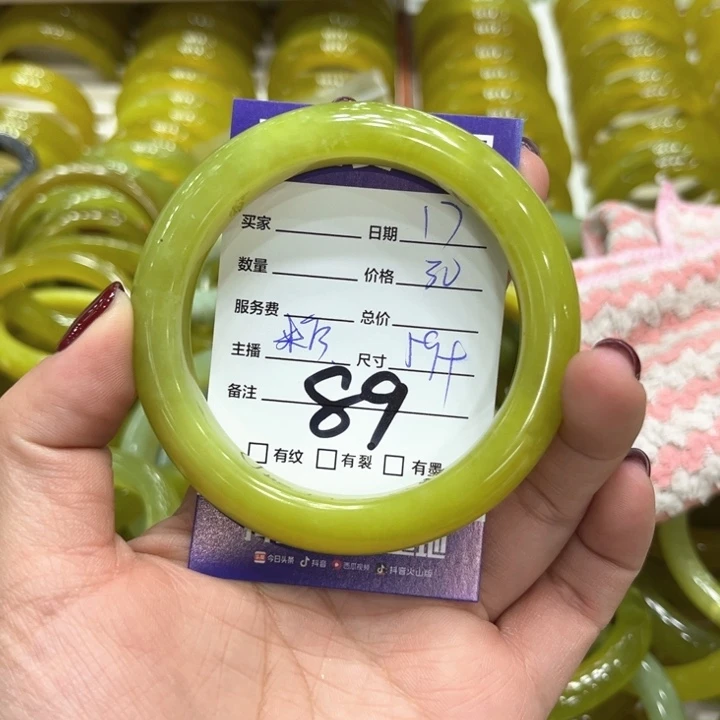 买家 日期 17
数量 价格 30
服务费 总价
主播 尺寸
备注 89
有纹 有裂 有墨
今日头条 抖音 西瓜视频 抖音火山版